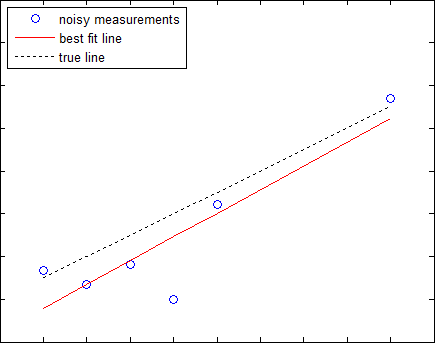 noisy measurements
best fit line
true line